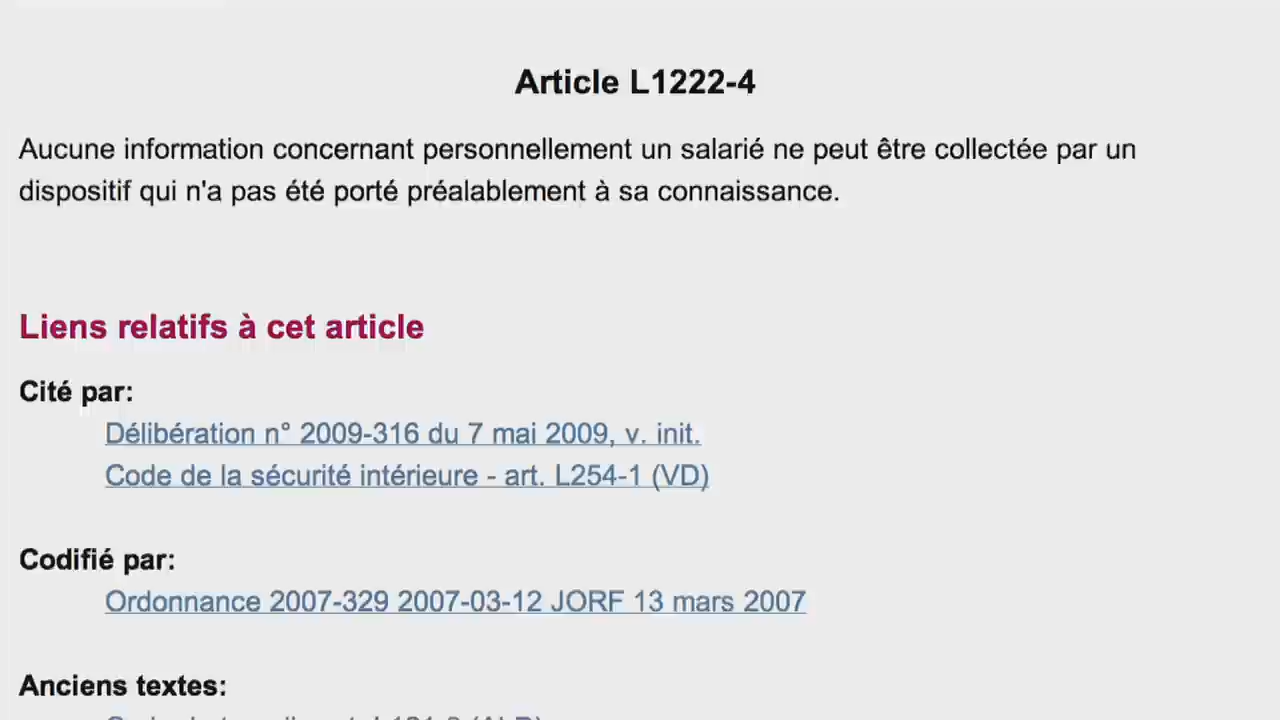 Article L1222-4
Aucune information concernant personnellement un salarié ne peut être collectée par un
dispositif qui n'a pas été porté préalablement à sa connaissance.
Liens relatifs à cet article
Cité par:
Délibération n° 2009-316 du 7 mai 2009, v. init.
Code de la sécurité intérieure - art. L254-1 (VD)
Codifié par:
Ordonnance 2007-329 2007-03-12 JORF 13 mars 2007
Anciens textes: